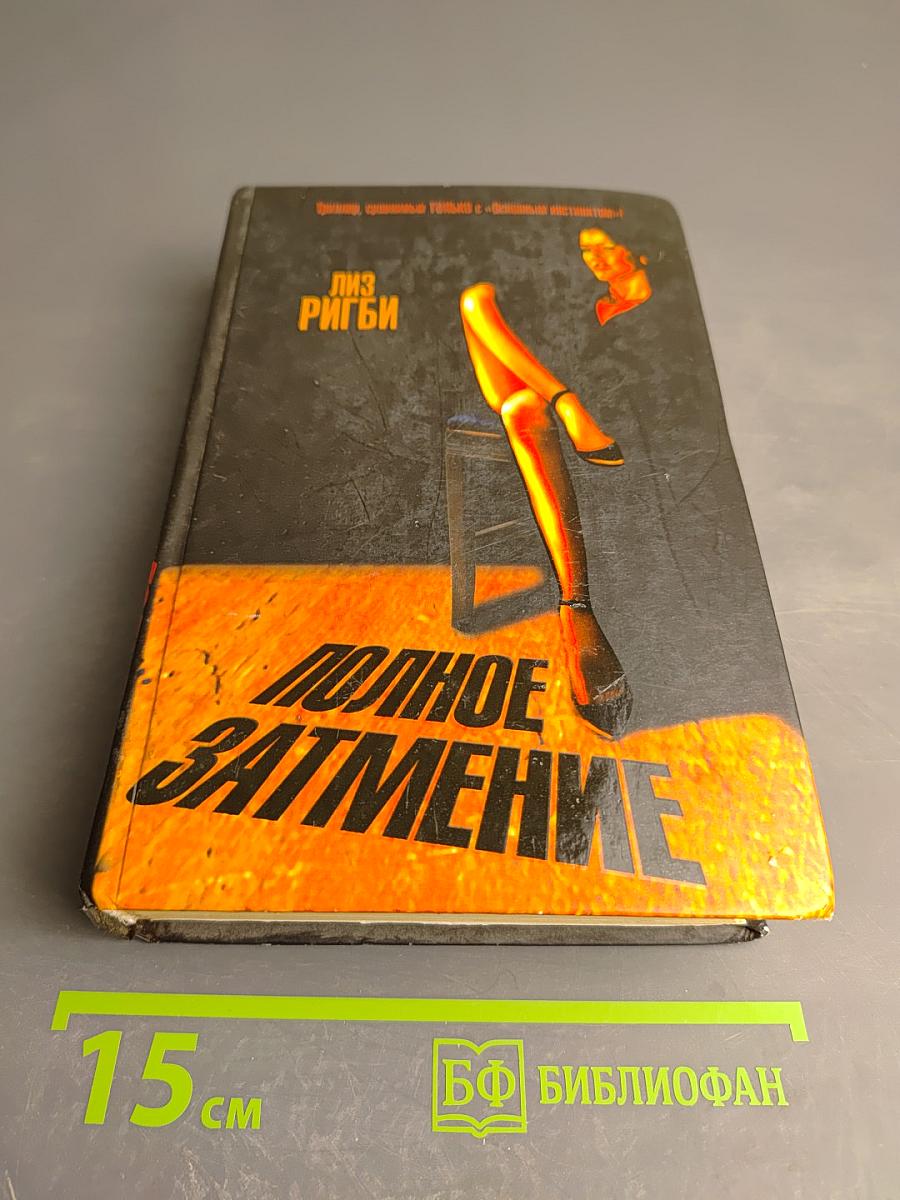 Триллер, сравнимый ТОЛЬКО с «Основным инстинктом»!
ЛИЗ
РИГБИ
ПОЛНОЕ
ЗАТМЕНИЕ
15 см
БФ БИБЛИОФАН